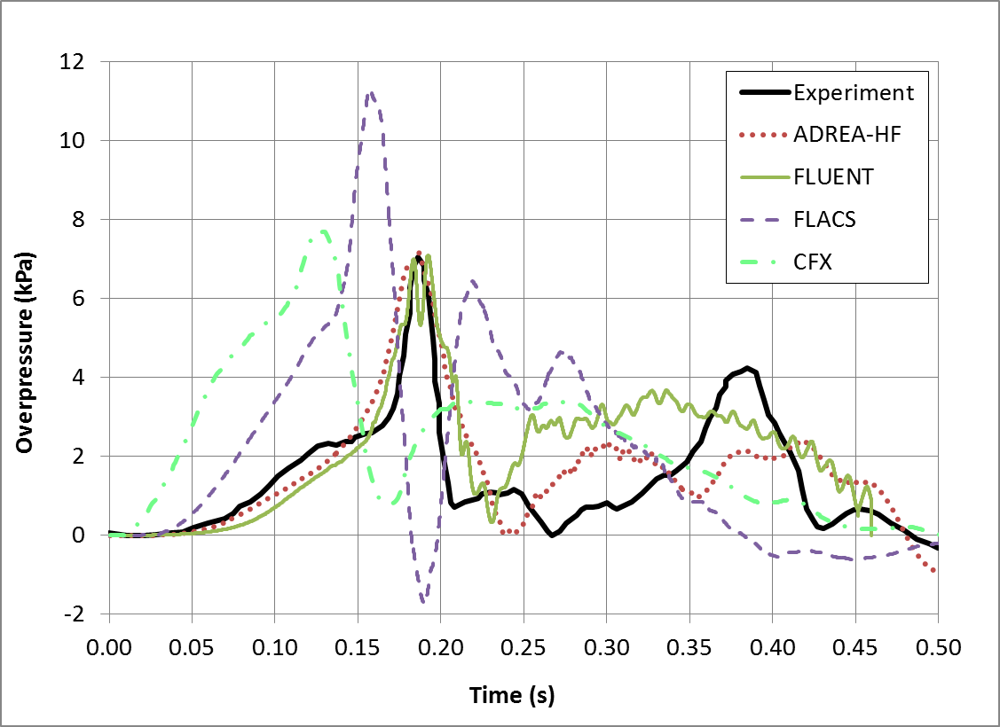 12
10
8
6
4
2
0
-2
Overpressure (kPa)
Experiment
ADREA-HF
FLUENT
FLACS
CFX
0.00 0.05 0.10 0.15 0.20 0.25 0.30 0.35 0.40 0.45 0.50
Time (s)